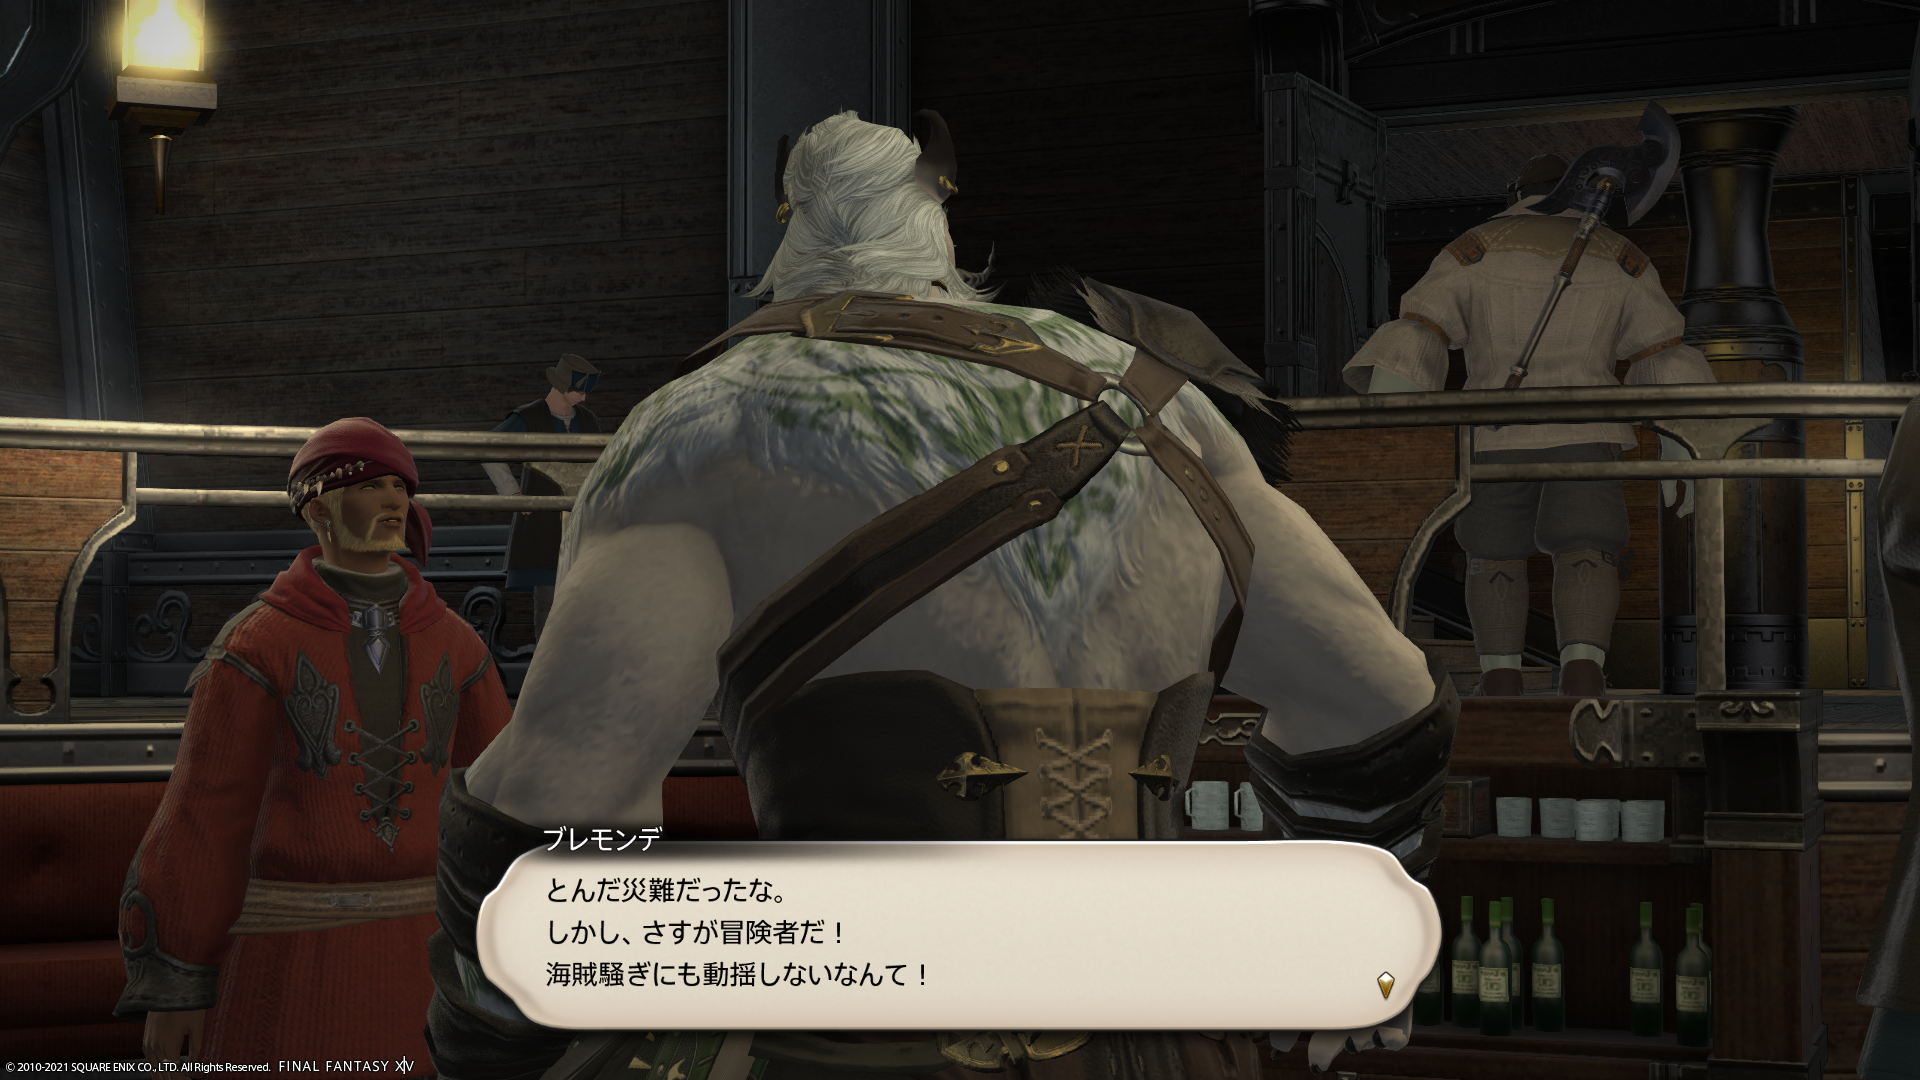 ブレモンデ
とんだ災難だったな。
しかし、さすが冒険者だ！
海賊騒ぎにも動揺しないなんて！
© 2010-2021 SQUARE ENIX CO., LTD. All Rights Reserved. FINAL FANTASY XIV